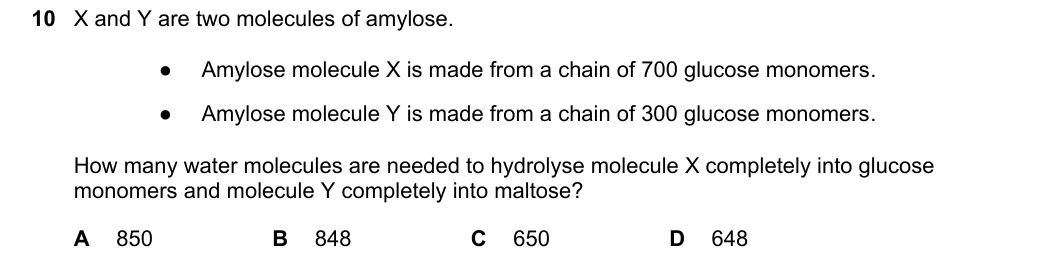 10 X and Y are two molecules of amylose.
● Amylose molecule X is made from a chain of 700 glucose monomers.
● Amylose molecule Y is made from a chain of 300 glucose monomers.
How many water molecules are needed to hydrolyse molecule X completely into glucose
monomers and molecule Y completely into maltose?
A 850 B 848 C 650 D 648